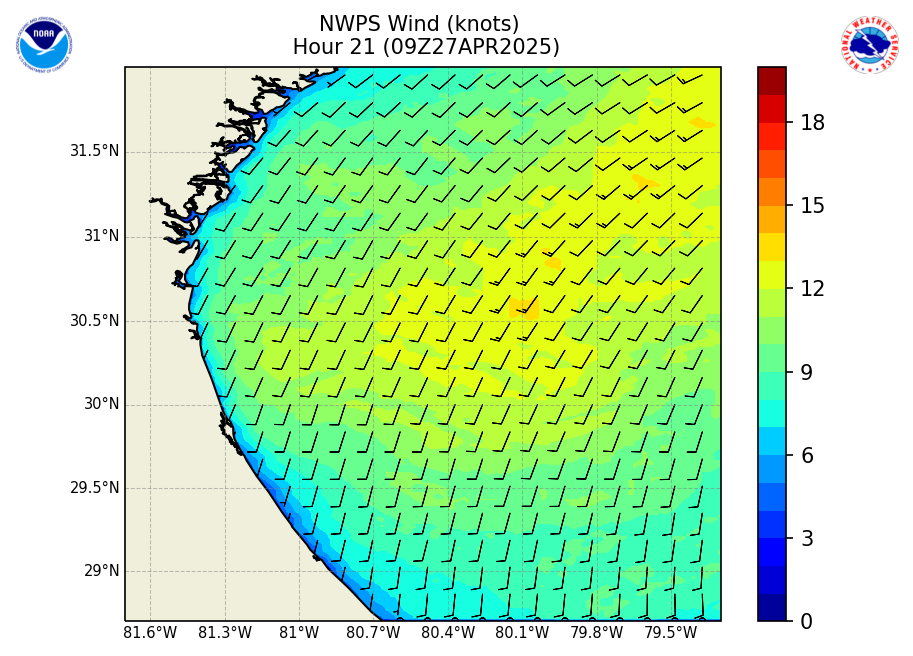 NWPS Wind (knots)
Hour 21 (09Z27APR2025)
NOAA
NATIONAL WEATHER SERVICE
31.5°N
31°N
30.5°N
30°N
29.5°N
29°N
81.6°W 81.3°W 81°W 80.7°W 80.4°W 80.1°W 79.8°W 79.5°W
18
15
12
9
6
3
0